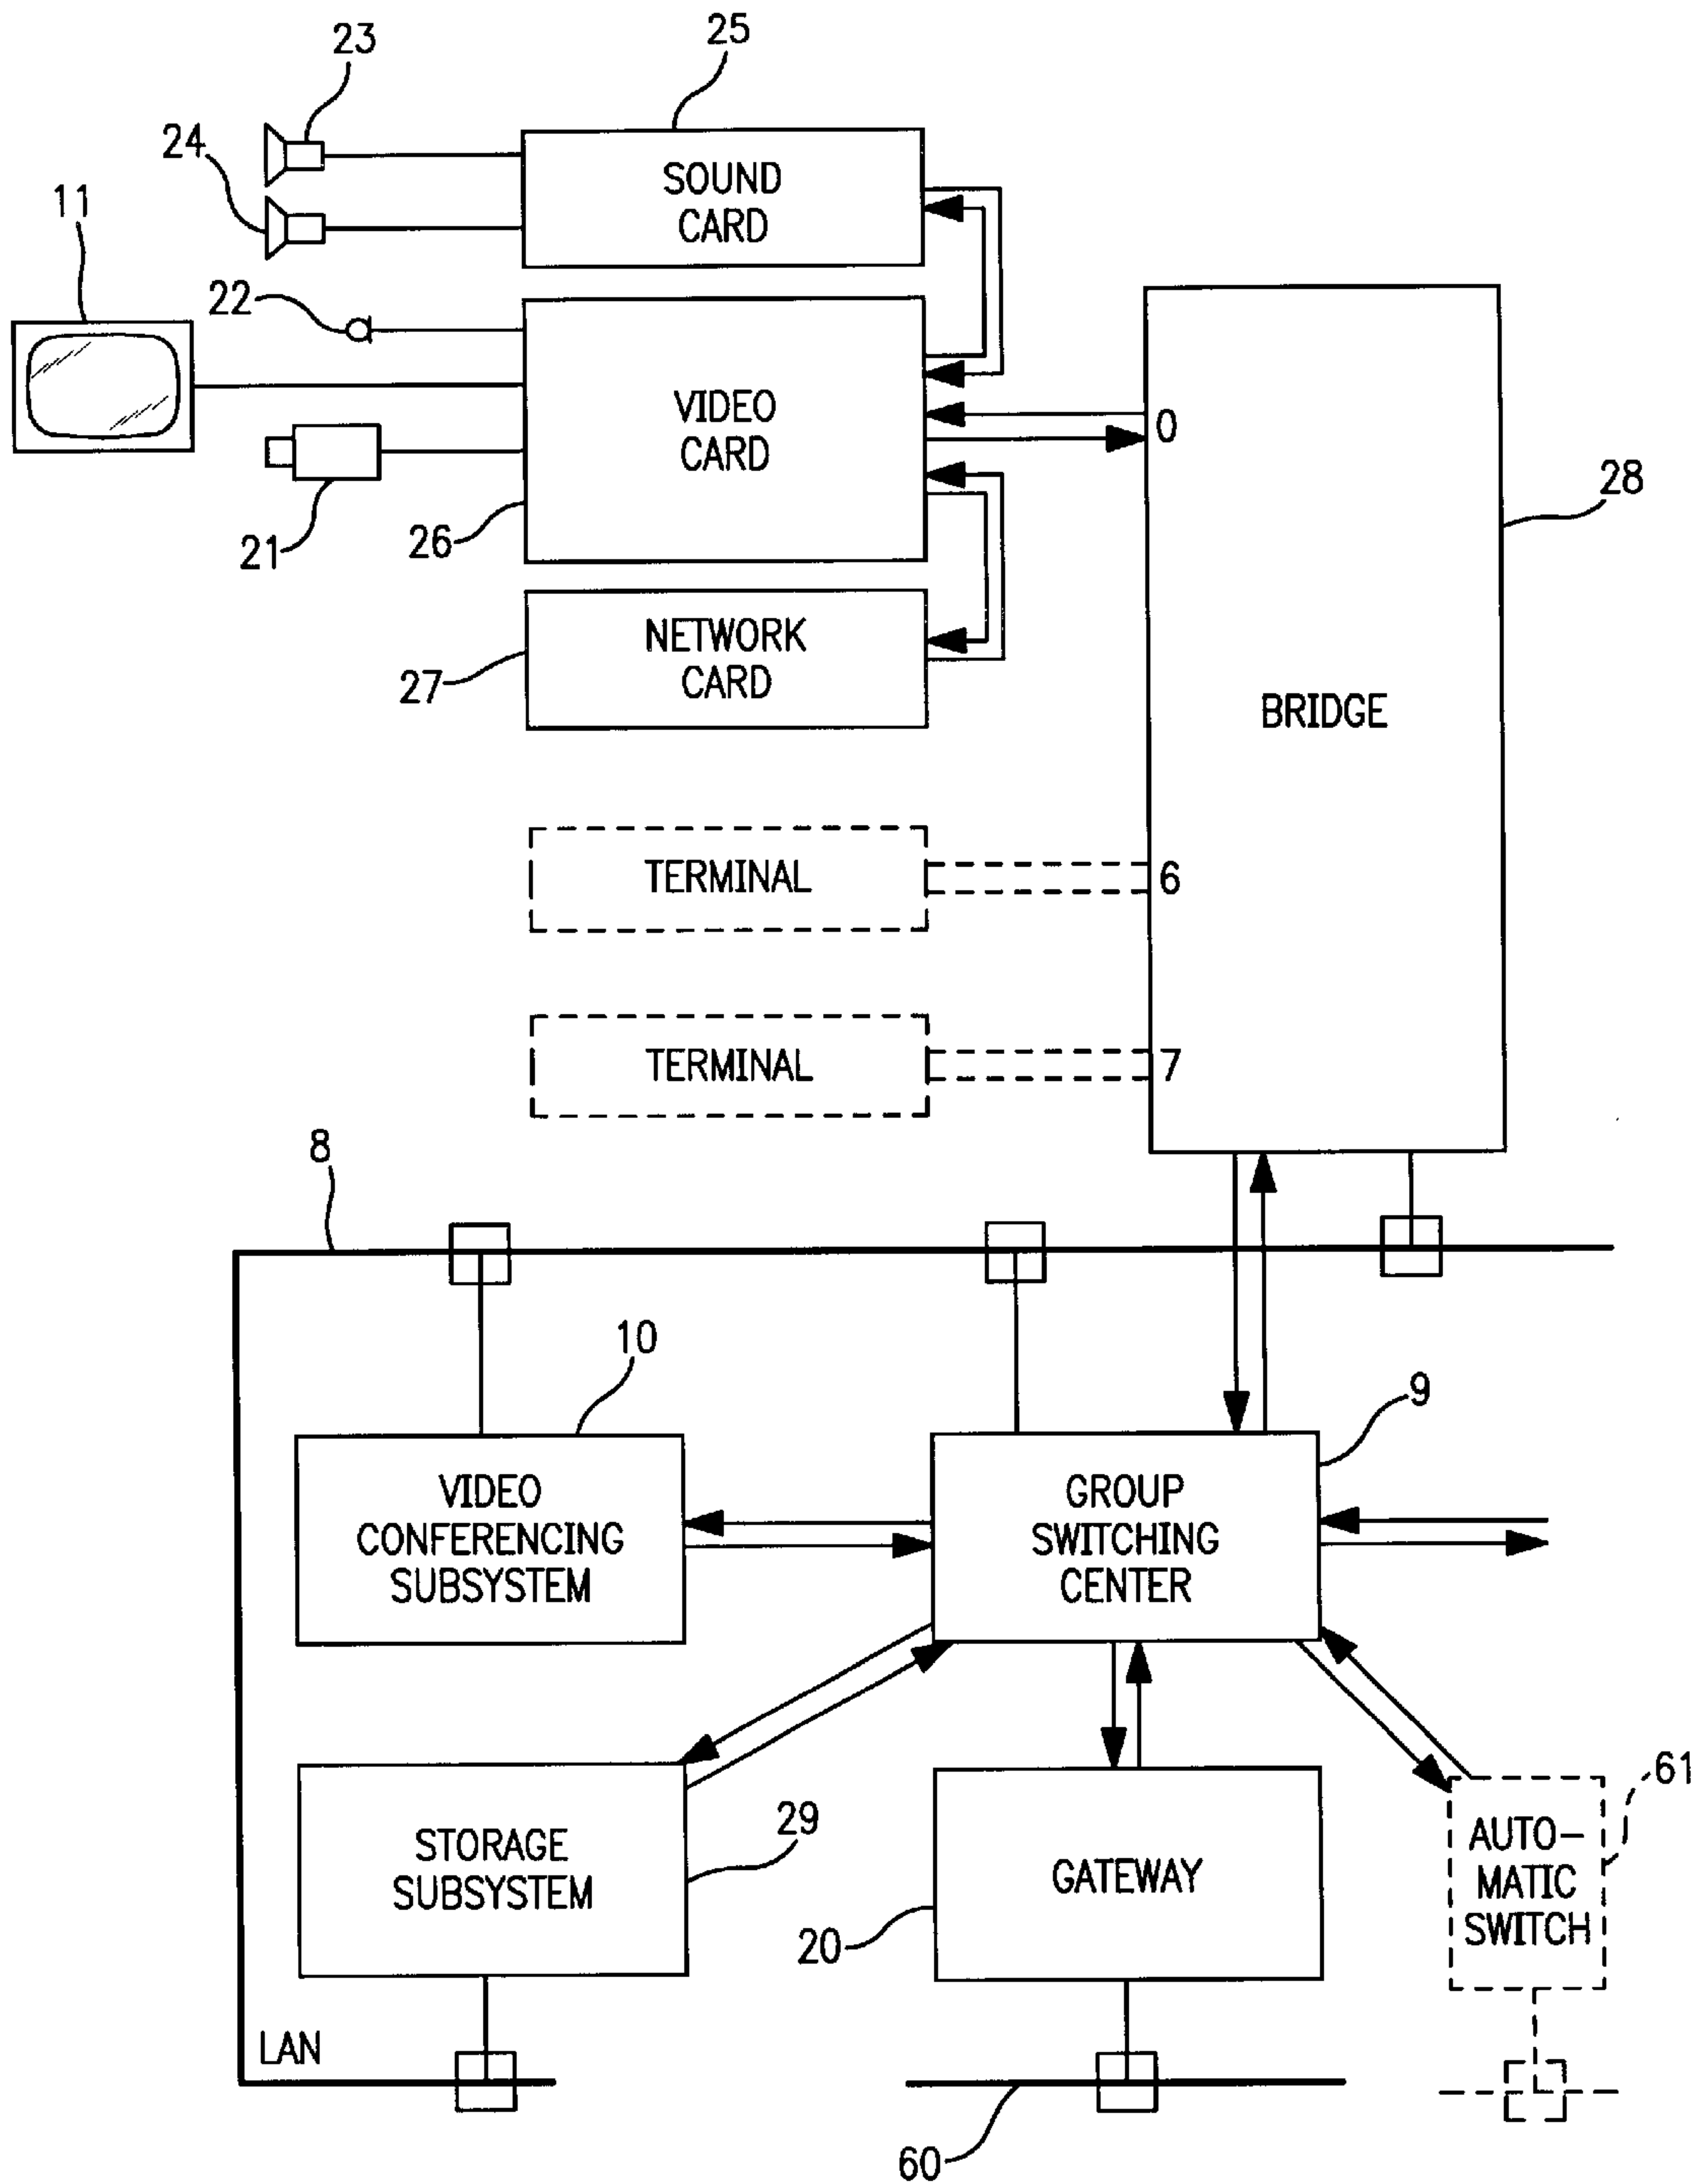 23
25
24
SOUND
CARD
11
22
VIDEO
CARD
0
28
21
26
NETWORK
CARD
27
BRIDGE
TERMINAL
6
TERMINAL
7
8
10
9
VIDEO
CONFERENCING
SUBSYSTEM
GROUP
SWITCHING
CENTER
61
29
STORAGE
SUBSYSTEM
GATEWAY
AUTO-
MATIC
SWITCH
20
LAN
60